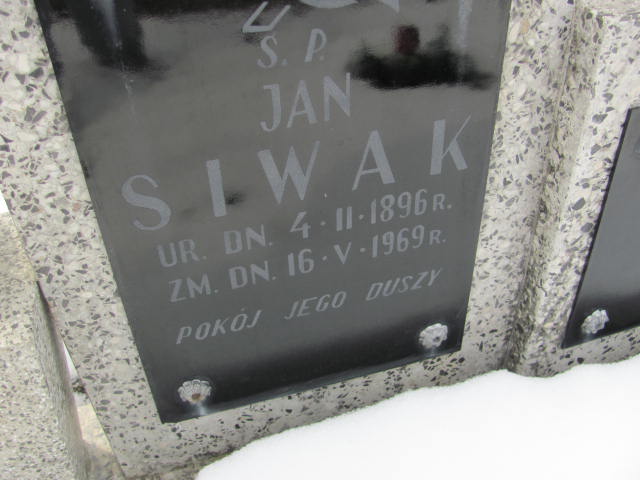 Ś. P.
JAN
SIWAK
UR. DN. 4·II·1896 R.
ZM. DN. 16·V·1969 R.
POKÓJ JEGO DUSZY